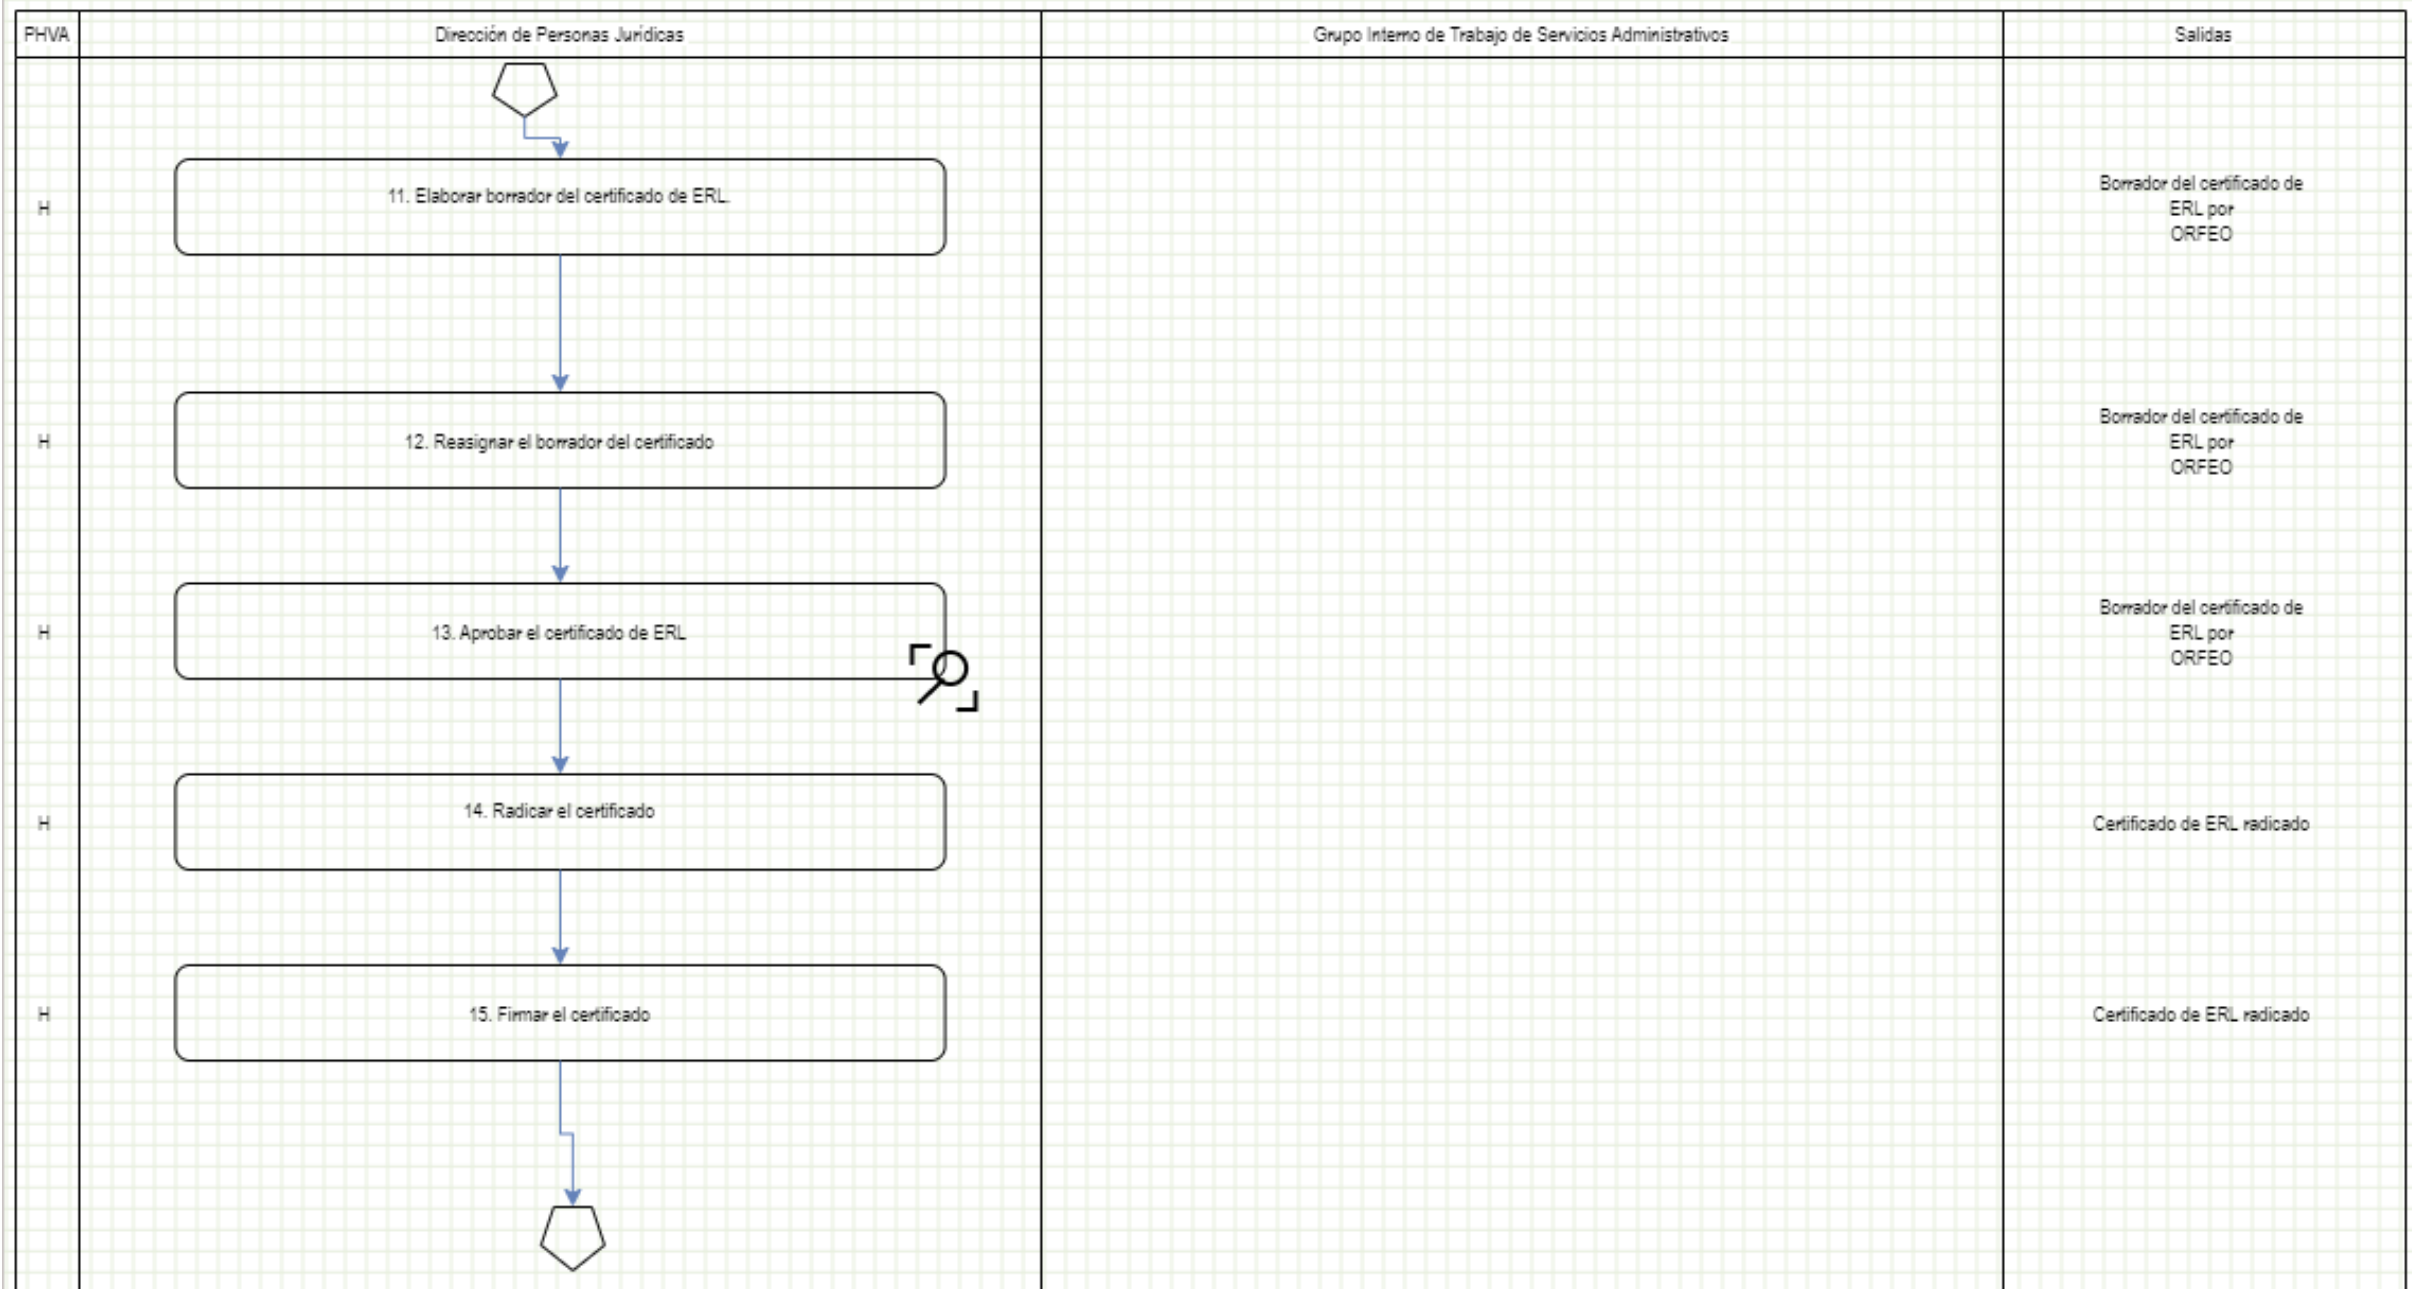 PHVA
Dirección de Personas Jurídicas
Grupo Interno de Trabajo de Servicios Administrativos
Salidas
H
11. Elaborar borrador del certificado de ERL.
Borrador del certificado de
ERL por
ORFEO
H
12. Reasignar el borrador del certificado
Borrador del certificado de
ERL por
ORFEO
H
13. Aprobar el certificado de ERL
Borrador del certificado de
ERL por
ORFEO
H
14. Radicar el certificado
Certificado de ERL radicado
H
15. Firmar el certificado
Certificado de ERL radicado